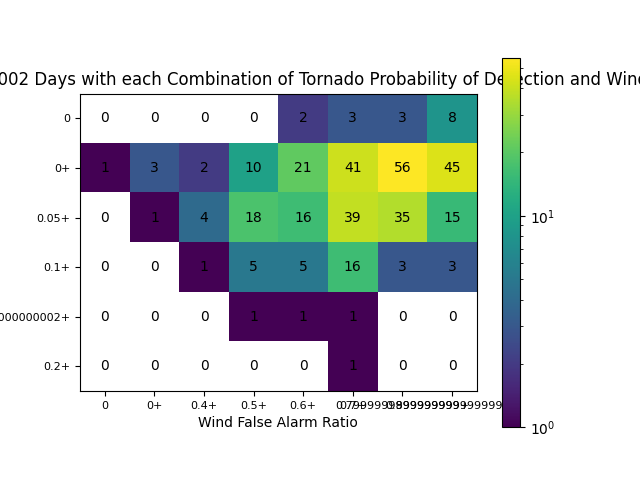 002 Days with each Combination of Tornado Probability of Detection and Wind
0 0 0 0 0 2 3 3 8
0+ 1 3 2 10 21 41 56 45
0.05+ 0 1 4 18 16 39 35 15
0.1+ 0 0 1 5 5 16 3 3
000000002+ 0 0 0 1 1 1 0 0
0.2+ 0 0 0 0 0 1 0 0
0 0+ 0.4+ 0.5+ 0.6+
Wind False Alarm Ratio
10^1
10^0